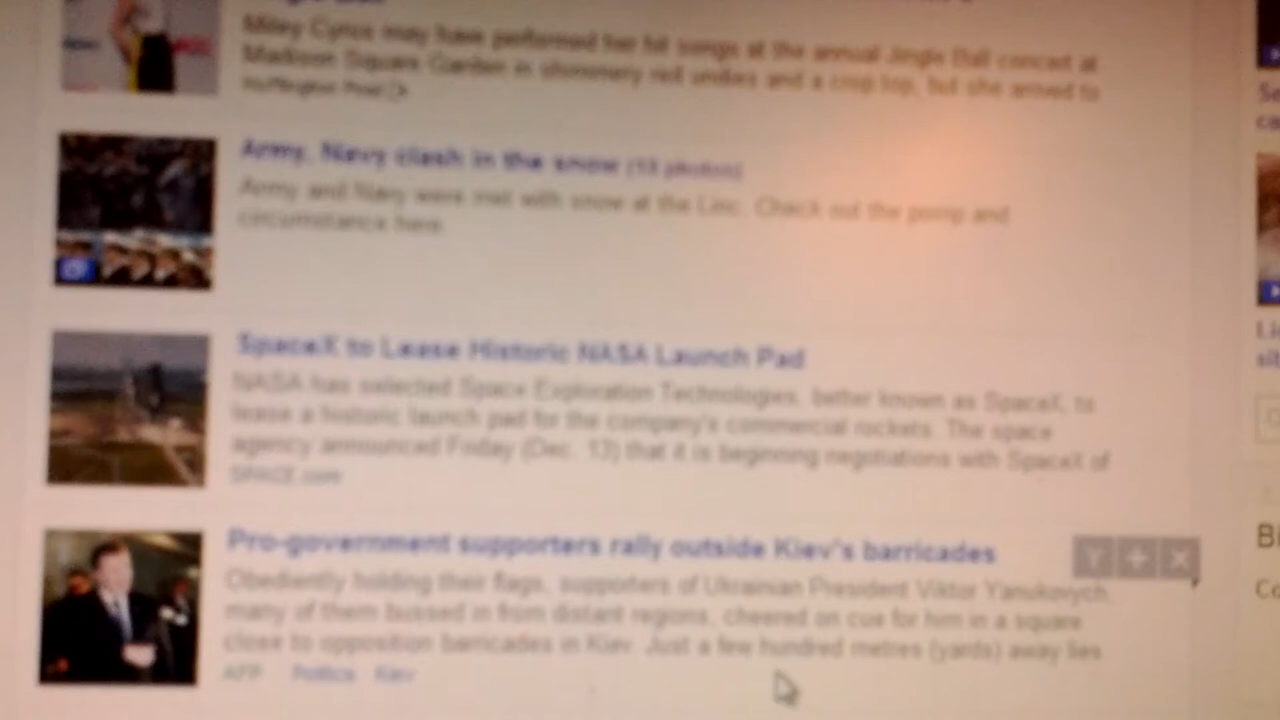 Miley Cyrus may have performed her hit songs at the annual Jingle Ball concert at
Madison Square Garden in shimmery red undies and a crop top, but she arrived to
Huffington Post
Army, Navy clash in the snow (13 photos)
Army and Navy were met with snow at the Linc. Check out the pomp and
circumstance here.
SpaceX to Lease Historic NASA Launch Pad
NASA has selected Space Exploration Technologies, better known as SpaceX, to
lease a historic launch pad for the company's commercial rockets. The space
agency announced Friday (Dec. 13) that it is beginning negotiations with SpaceX of
SPACE.com
Pro-government supporters rally outside Kiev's barricades
Obediently holding their flags, supporters of Ukrainian President Viktor Yanukovych,
many of them bussed in from distant regions, cheered on cue for him in a square
close to opposition barricades in Kiev. Just a few hundred metres (yards) away lies
AFP Politics Kiev